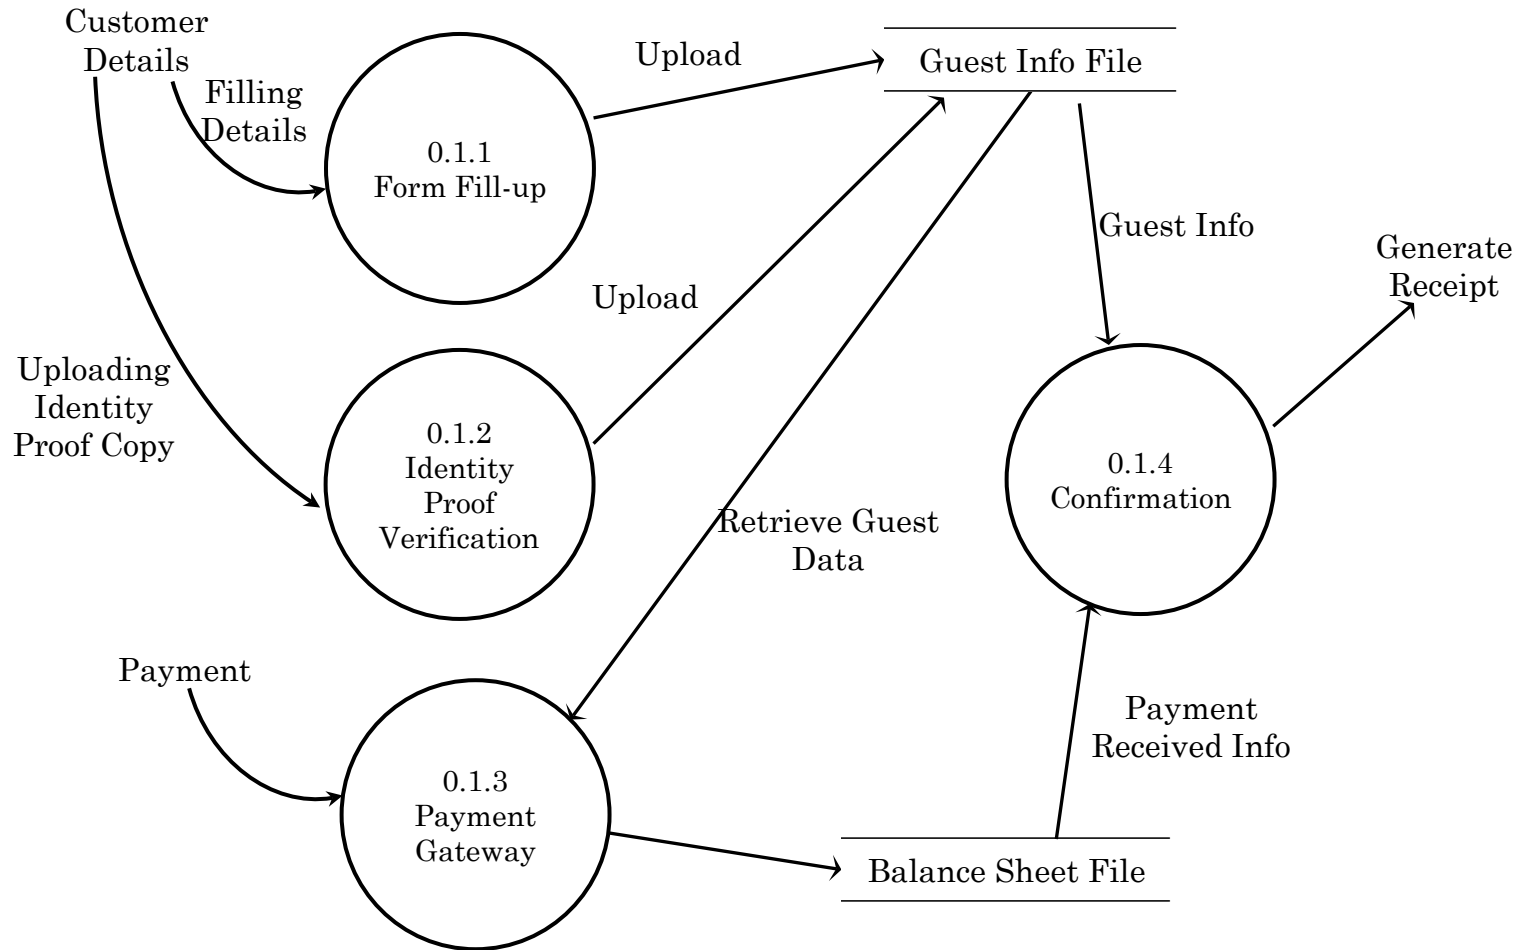 Customer
Details
Filling
Details
Upload
Guest Info File
0.1.1
Form Fill-up
Guest Info
Generate
Receipt
Upload
Uploading
Identity
Proof Copy
0.1.2
Identity
Proof
Verification
0.1.4
Confirmation
Retrieve Guest
Data
Payment
Payment
Received Info
0.1.3
Payment
Gateway
Balance Sheet File